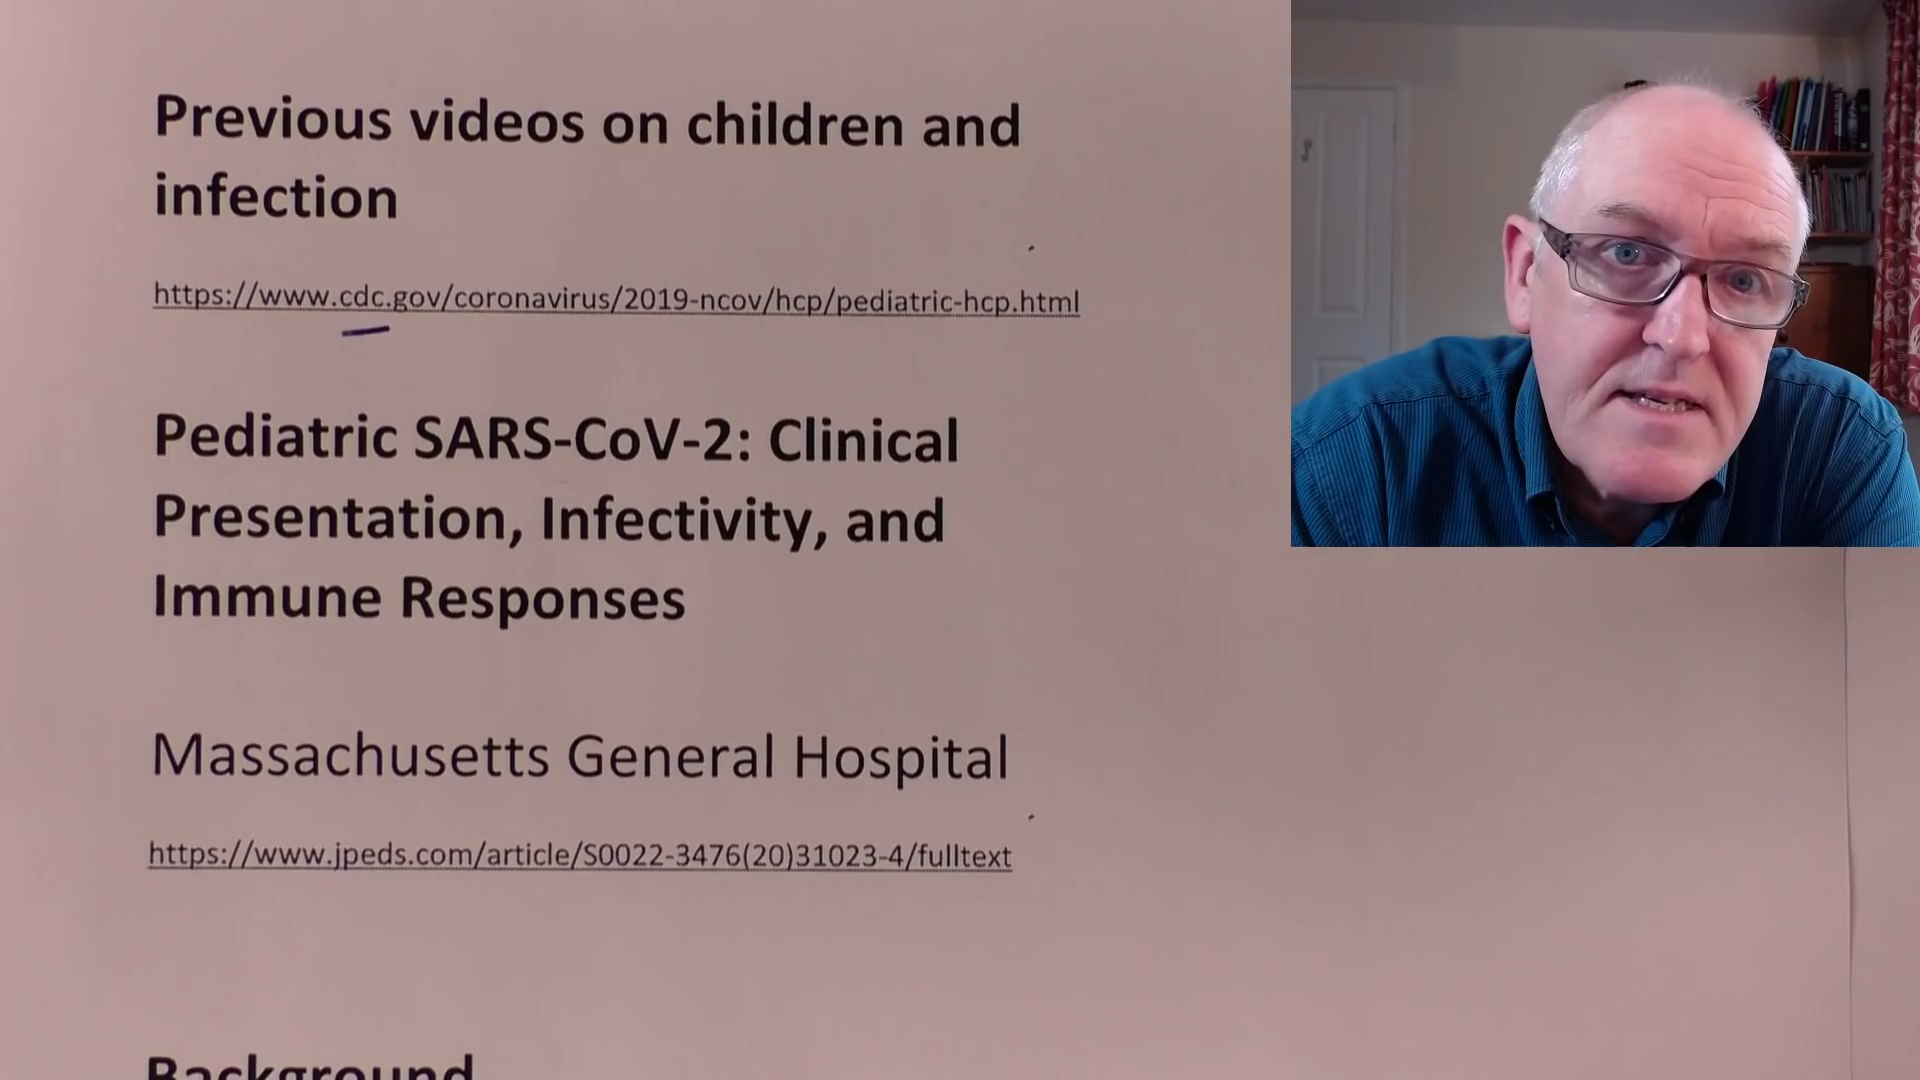 Previous videos on children and
infection
https://www.cdc.gov/coronavirus/2019-ncov/hcp/pediatric-hcp.html
Pediatric SARS-CoV-2: Clinical
Presentation, Infectivity, and
Immune Responses
Massachusetts General Hospital
https://www.jpeds.com/article/S0022-3476(20)31023-4/fulltext
Background